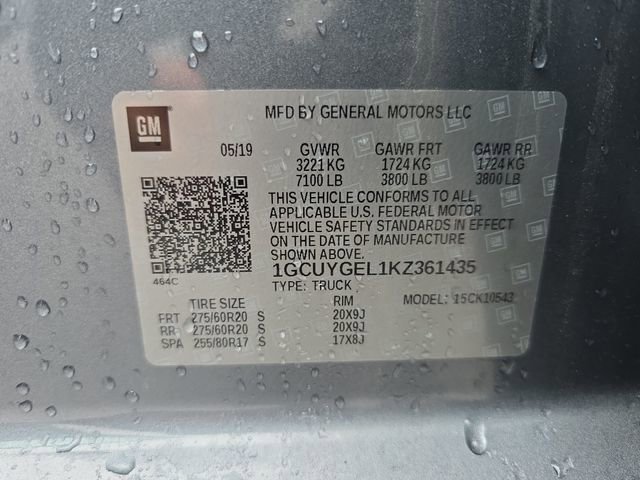 GM
MFD BY GENERAL MOTORS LLC
05/19 GVWR GAWR FRT GAWR RR
3221 KG 1724 KG 1724 KG
7100 LB 3800 LB 3800 LB
THIS VEHICLE CONFORMS TO ALL
APPLICABLE U.S. FEDERAL MOTOR
VEHICLE SAFETY STANDARDS IN EFFECT
ON THE DATE OF MANUFACTURE
SHOWN ABOVE.
1GCUYGEL1KZ361435
464C
TYPE: TRUCK MODEL: 15CK10543
TIRE SIZE RIM
FRT 275/60R20 S 20X9J
RR 275/60R20 S 20X9J
SPA 255/80R17 S 17X8J